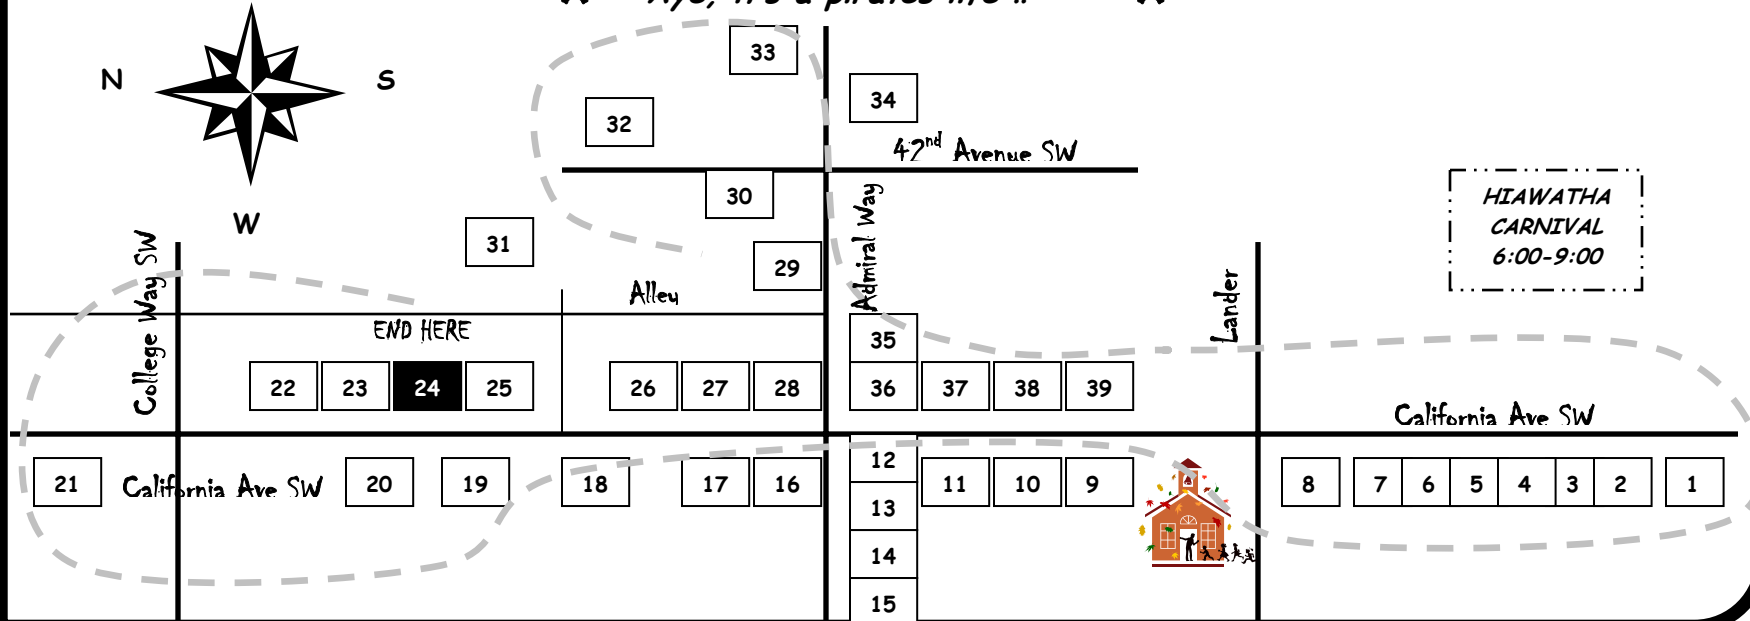 N
S
W
33
34
32
42nd Avenue SW
30
31
29
HIAWATHA
CARNIVAL
6:00-9:00
College Way SW
Alley
Admiral Way
Lander
END HERE
35
22 23 24 25 26 27 28 36 37 38 39
California Ave SW
21 California Ave SW 20 19 18 17 16 12 11 10 9 8 7 6 5 4 3 2 1
13
14
15